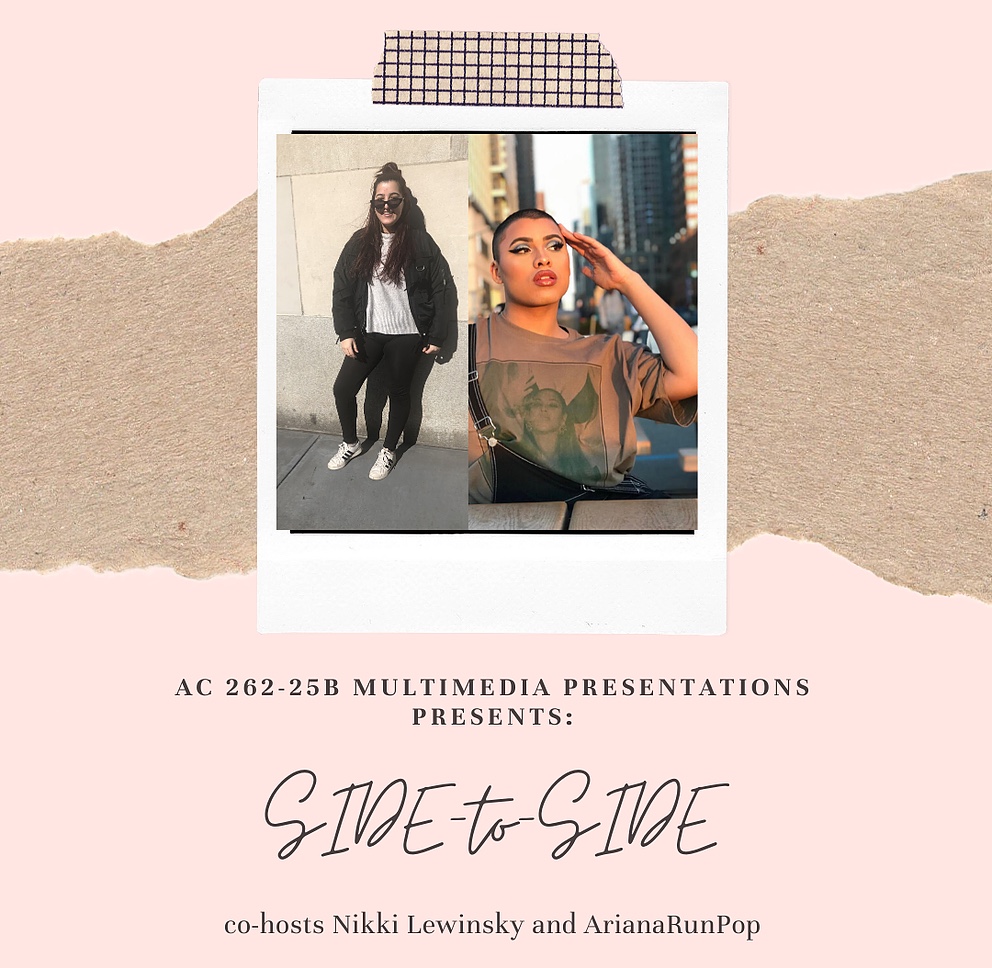 AC 262-25B MULTIMEDIA PRESENTATIONS
PRESENTS:
SIDE-to-SIDE
co-hosts Nikki Lewinsky and ArianaRunPop